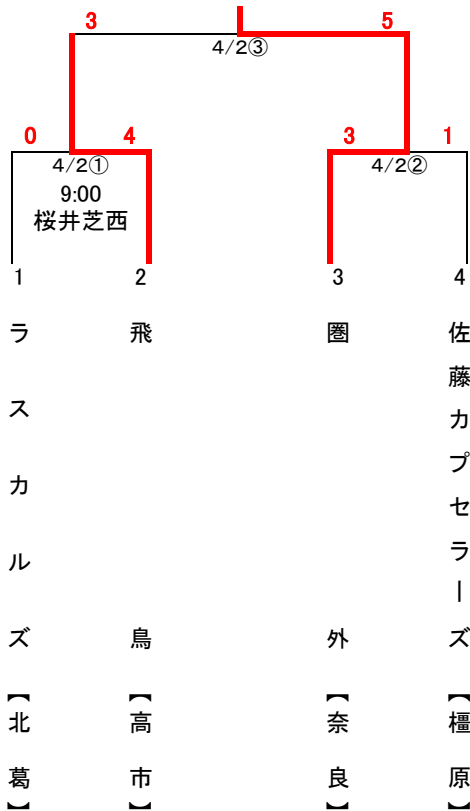 3 5
4/2③
0 4 3 1
4/2① 4/2②
9:00
桜井芝西
1 2 3 4
ラスカルズ【北葛】
飛鳥【高市】
圏外【奈良】
佐藤カプセラーズ【橿原】